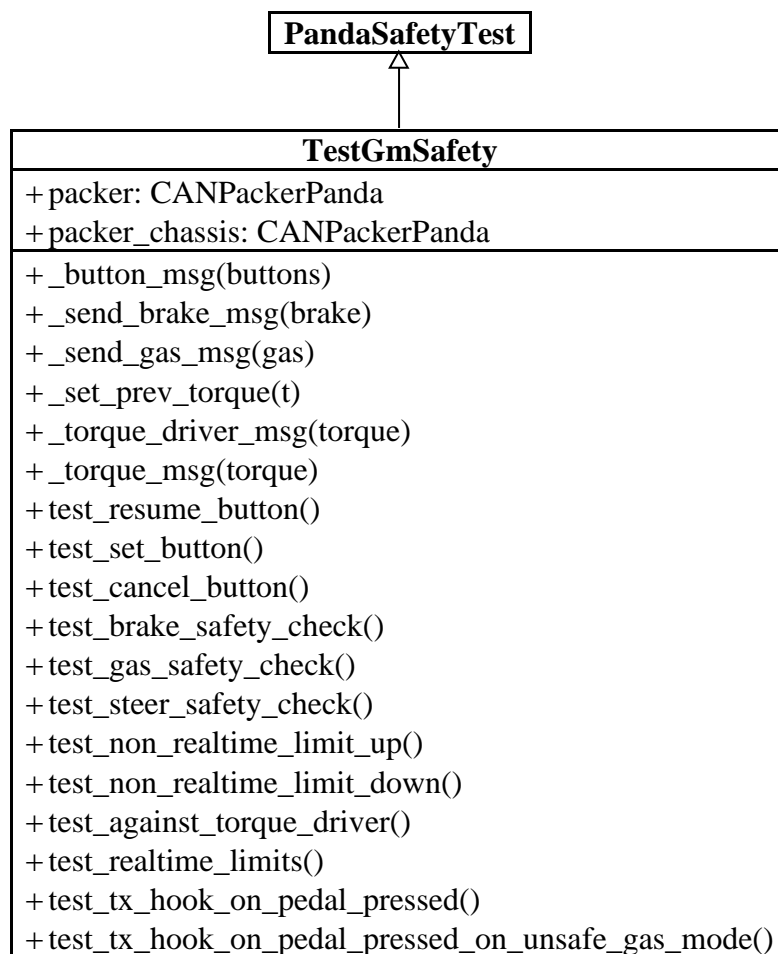 PandaSafetyTest
TestGmSafety
+ packer: CANPackerPanda
+ packer_chassis: CANPackerPanda
+ _button_msg(buttons)
+ _send_brake_msg(brake)
+ _send_gas_msg(gas)
+ _set_prev_torque(t)
+ _torque_driver_msg(torque)
+ _torque_msg(torque)
+ test_resume_button()
+ test_set_button()
+ test_cancel_button()
+ test_brake_safety_check()
+ test_gas_safety_check()
+ test_steer_safety_check()
+ test_non_realtime_limit_up()
+ test_non_realtime_limit_down()
+ test_against_torque_driver()
+ test_realtime_limits()
+ test_tx_hook_on_pedal_pressed()
+ test_tx_hook_on_pedal_pressed_on_unsafe_gas_mode()